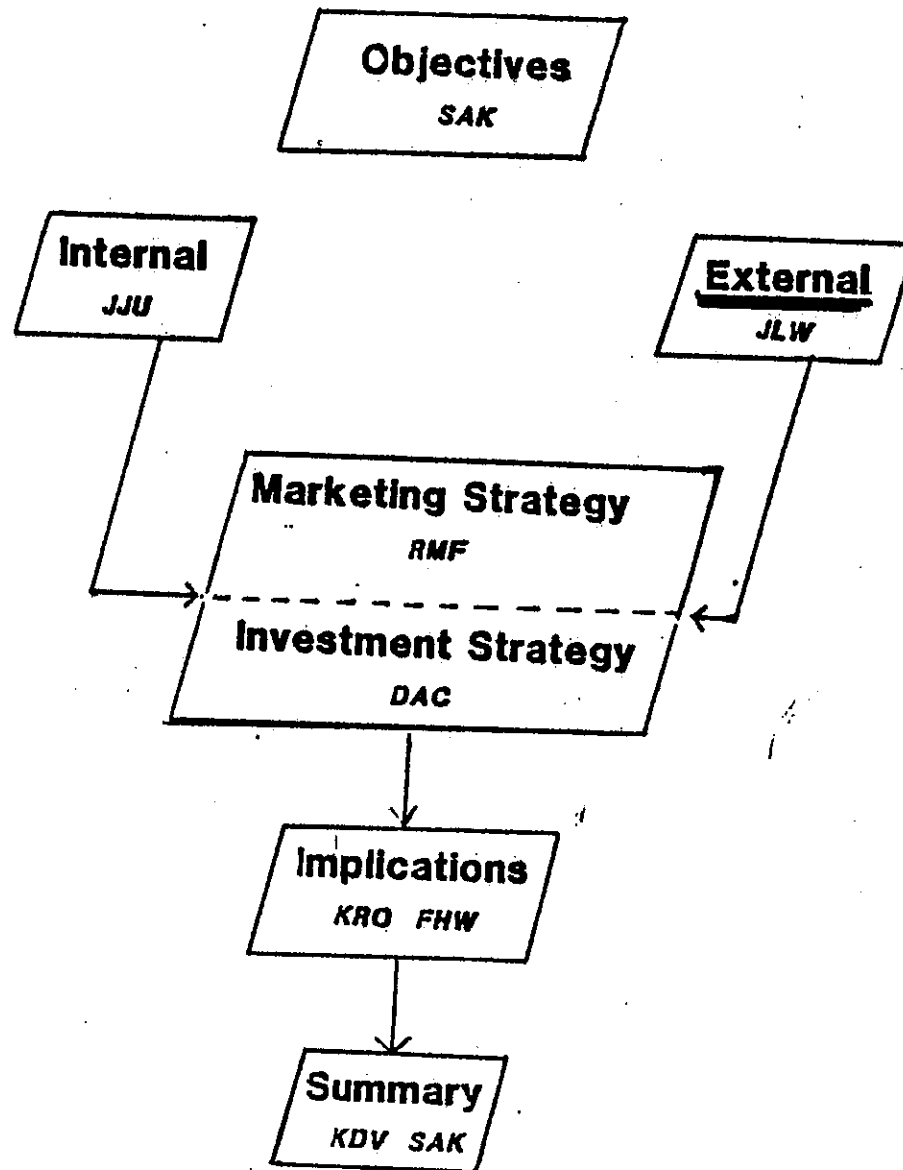 Objectives
SAK
Internal
JJU
External
JLW
Marketing Strategy
RMF
Investment Strategy
DAC
Implications
KRO FHW
Summary
KDV SAK